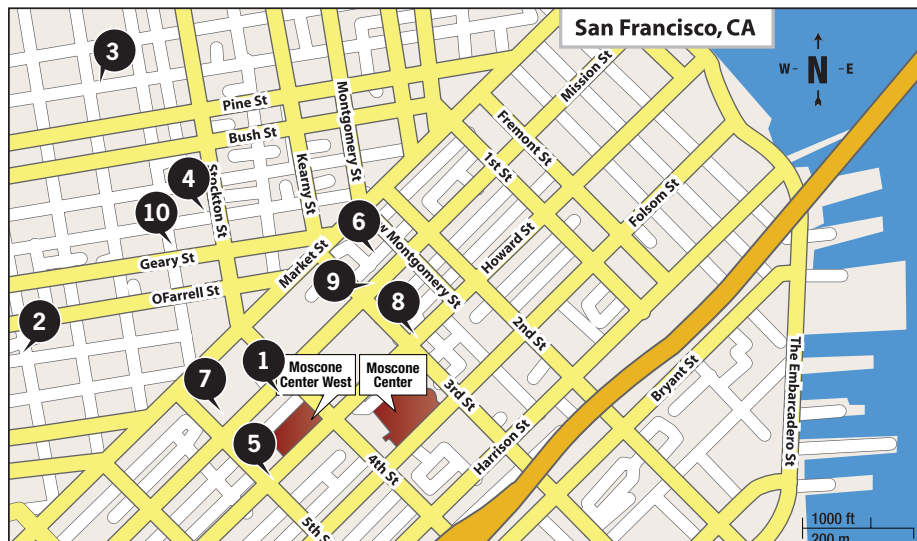 San Francisco, CA
N
W-
-E
3
Mission St
Pine St
Montgomery St
Fremont St
Bush St
1st St
Kearny St
4
Stockton St
Folsom St
10
6
Howard St
Geary St
Market St
w Montgomery St
9
OFarrell St
8
2
2nd St
The Embarcadero St
1
Moscone
Center West
Moscone
Center
7
Bryant St
3rd St
5
Harrison St
4th St
5th S
1000 ft
200 m